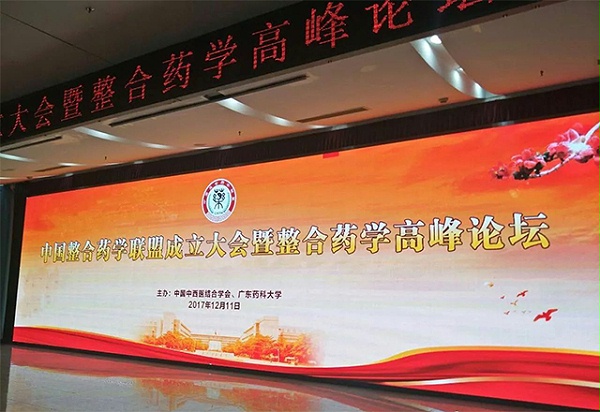 大会暨整合药学高峰论坛
中国整合药学联盟成立大会暨整合药学高峰论坛
主办：中国中西医结合学会、广东药科大学
2017年12月11日